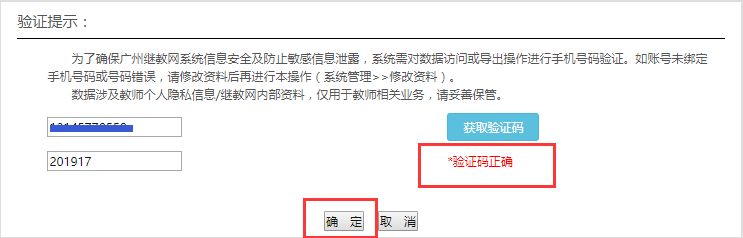 验证提示：
为了确保广州继教网系统信息安全及防止敏感信息泄露，系统需对数据访问或导出操作进行手机号码验证。如账号未绑定
手机号码或号码错误，请修改资料后再进行本操作（系统管理>>修改资料）。
数据涉及教师个人隐私信息/继教网内部资料，仅用于教师相关业务，请妥善保管。
获取验证码
201917
*验证码正确
确 定 取 消